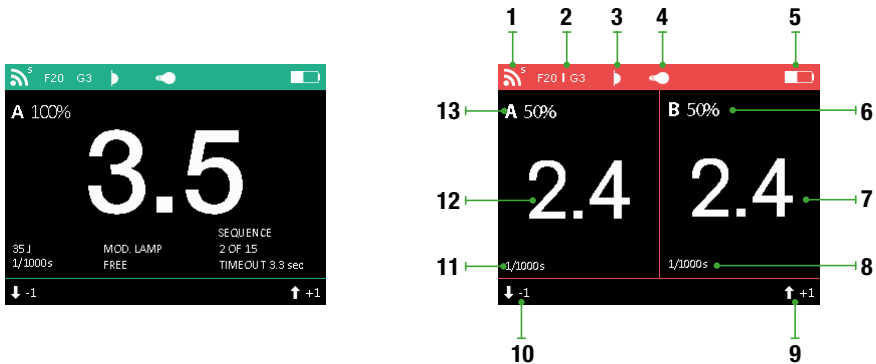 S F20 G3
A 100%
3.5
SEQUENCE
35 J MOD. LAMP 2 OF 15
1/1000s FREE TIMEOUT 3.3 sec
-1 +1
1 2 3 4 5
S F20 I G3
13 A 50% B 50% 6
12 2.4 2.4 7
11 1/1000s 1/1000s 8
-1 +1
10 9